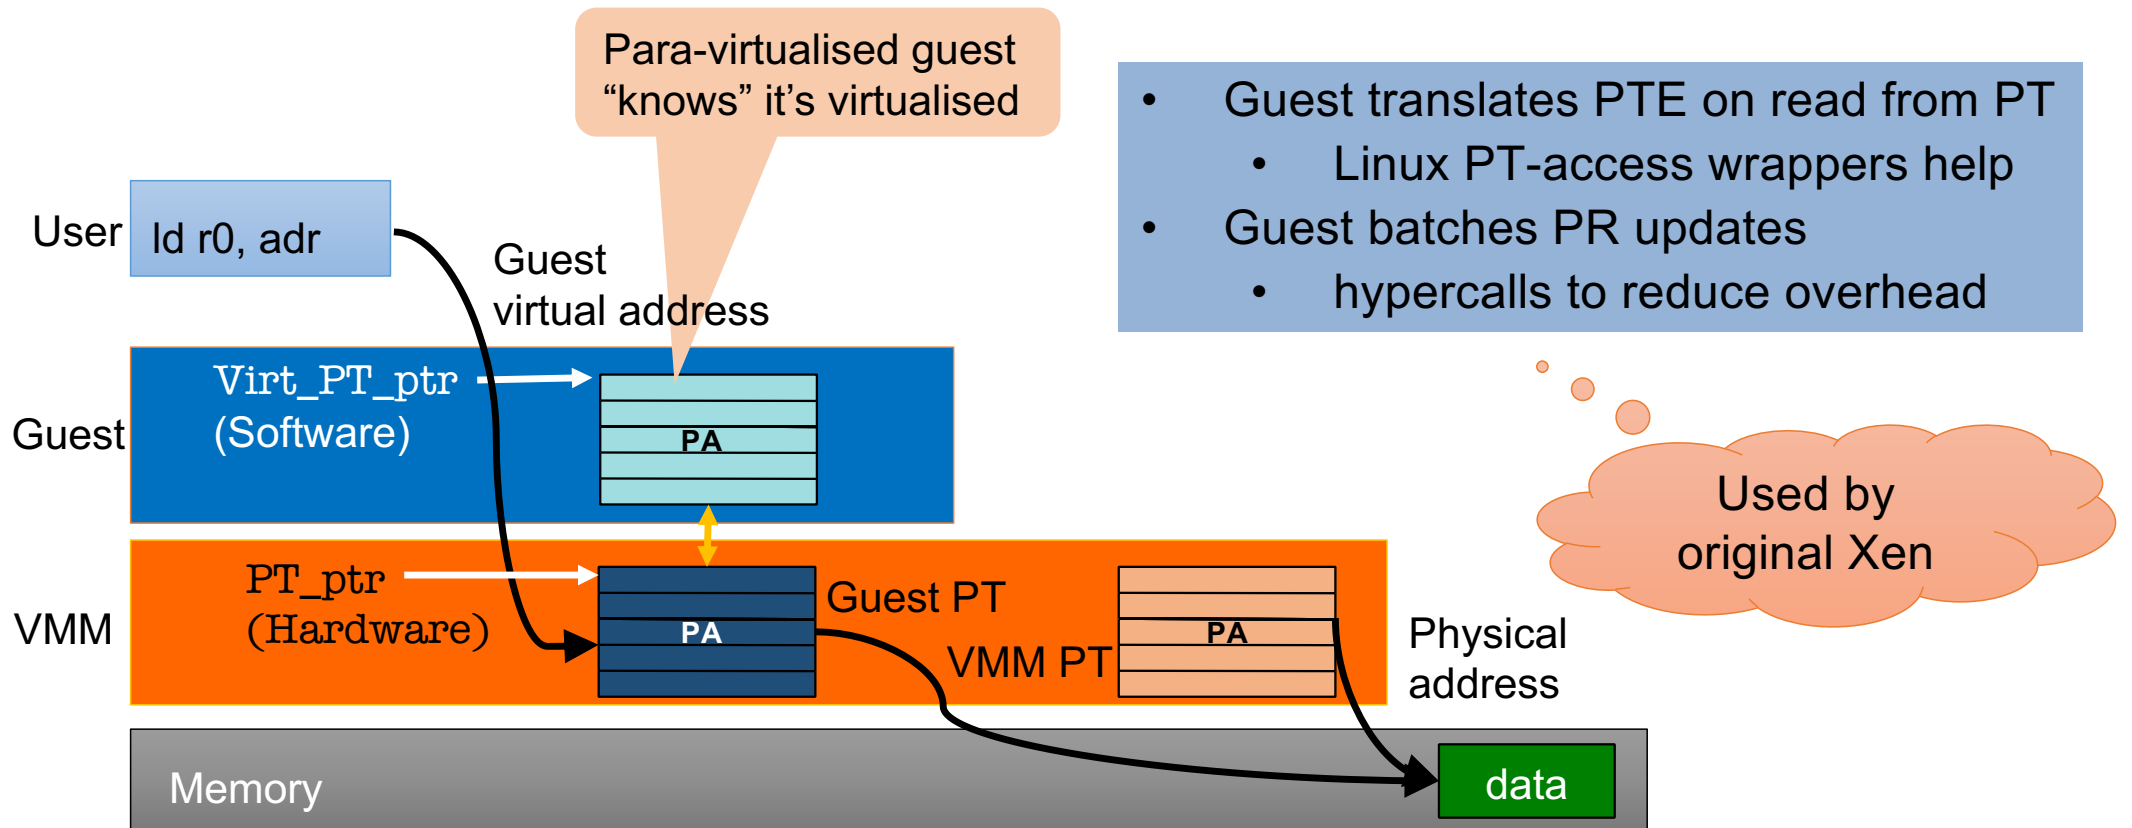 Para-virtualised guest
“knows” it’s virtualised
• Guest translates PTE on read from PT
• Linux PT-access wrappers help
• Guest batches PR updates
• hypercalls to reduce overhead
User
ld r0, adr
Guest
virtual address
Virt_PT_ptr
(Software)
Guest
PA
Used by
original Xen
PT_ptr
(Hardware)
VMM
PA
Guest PT
VMM PT
PA
Physical
address
Memory
data